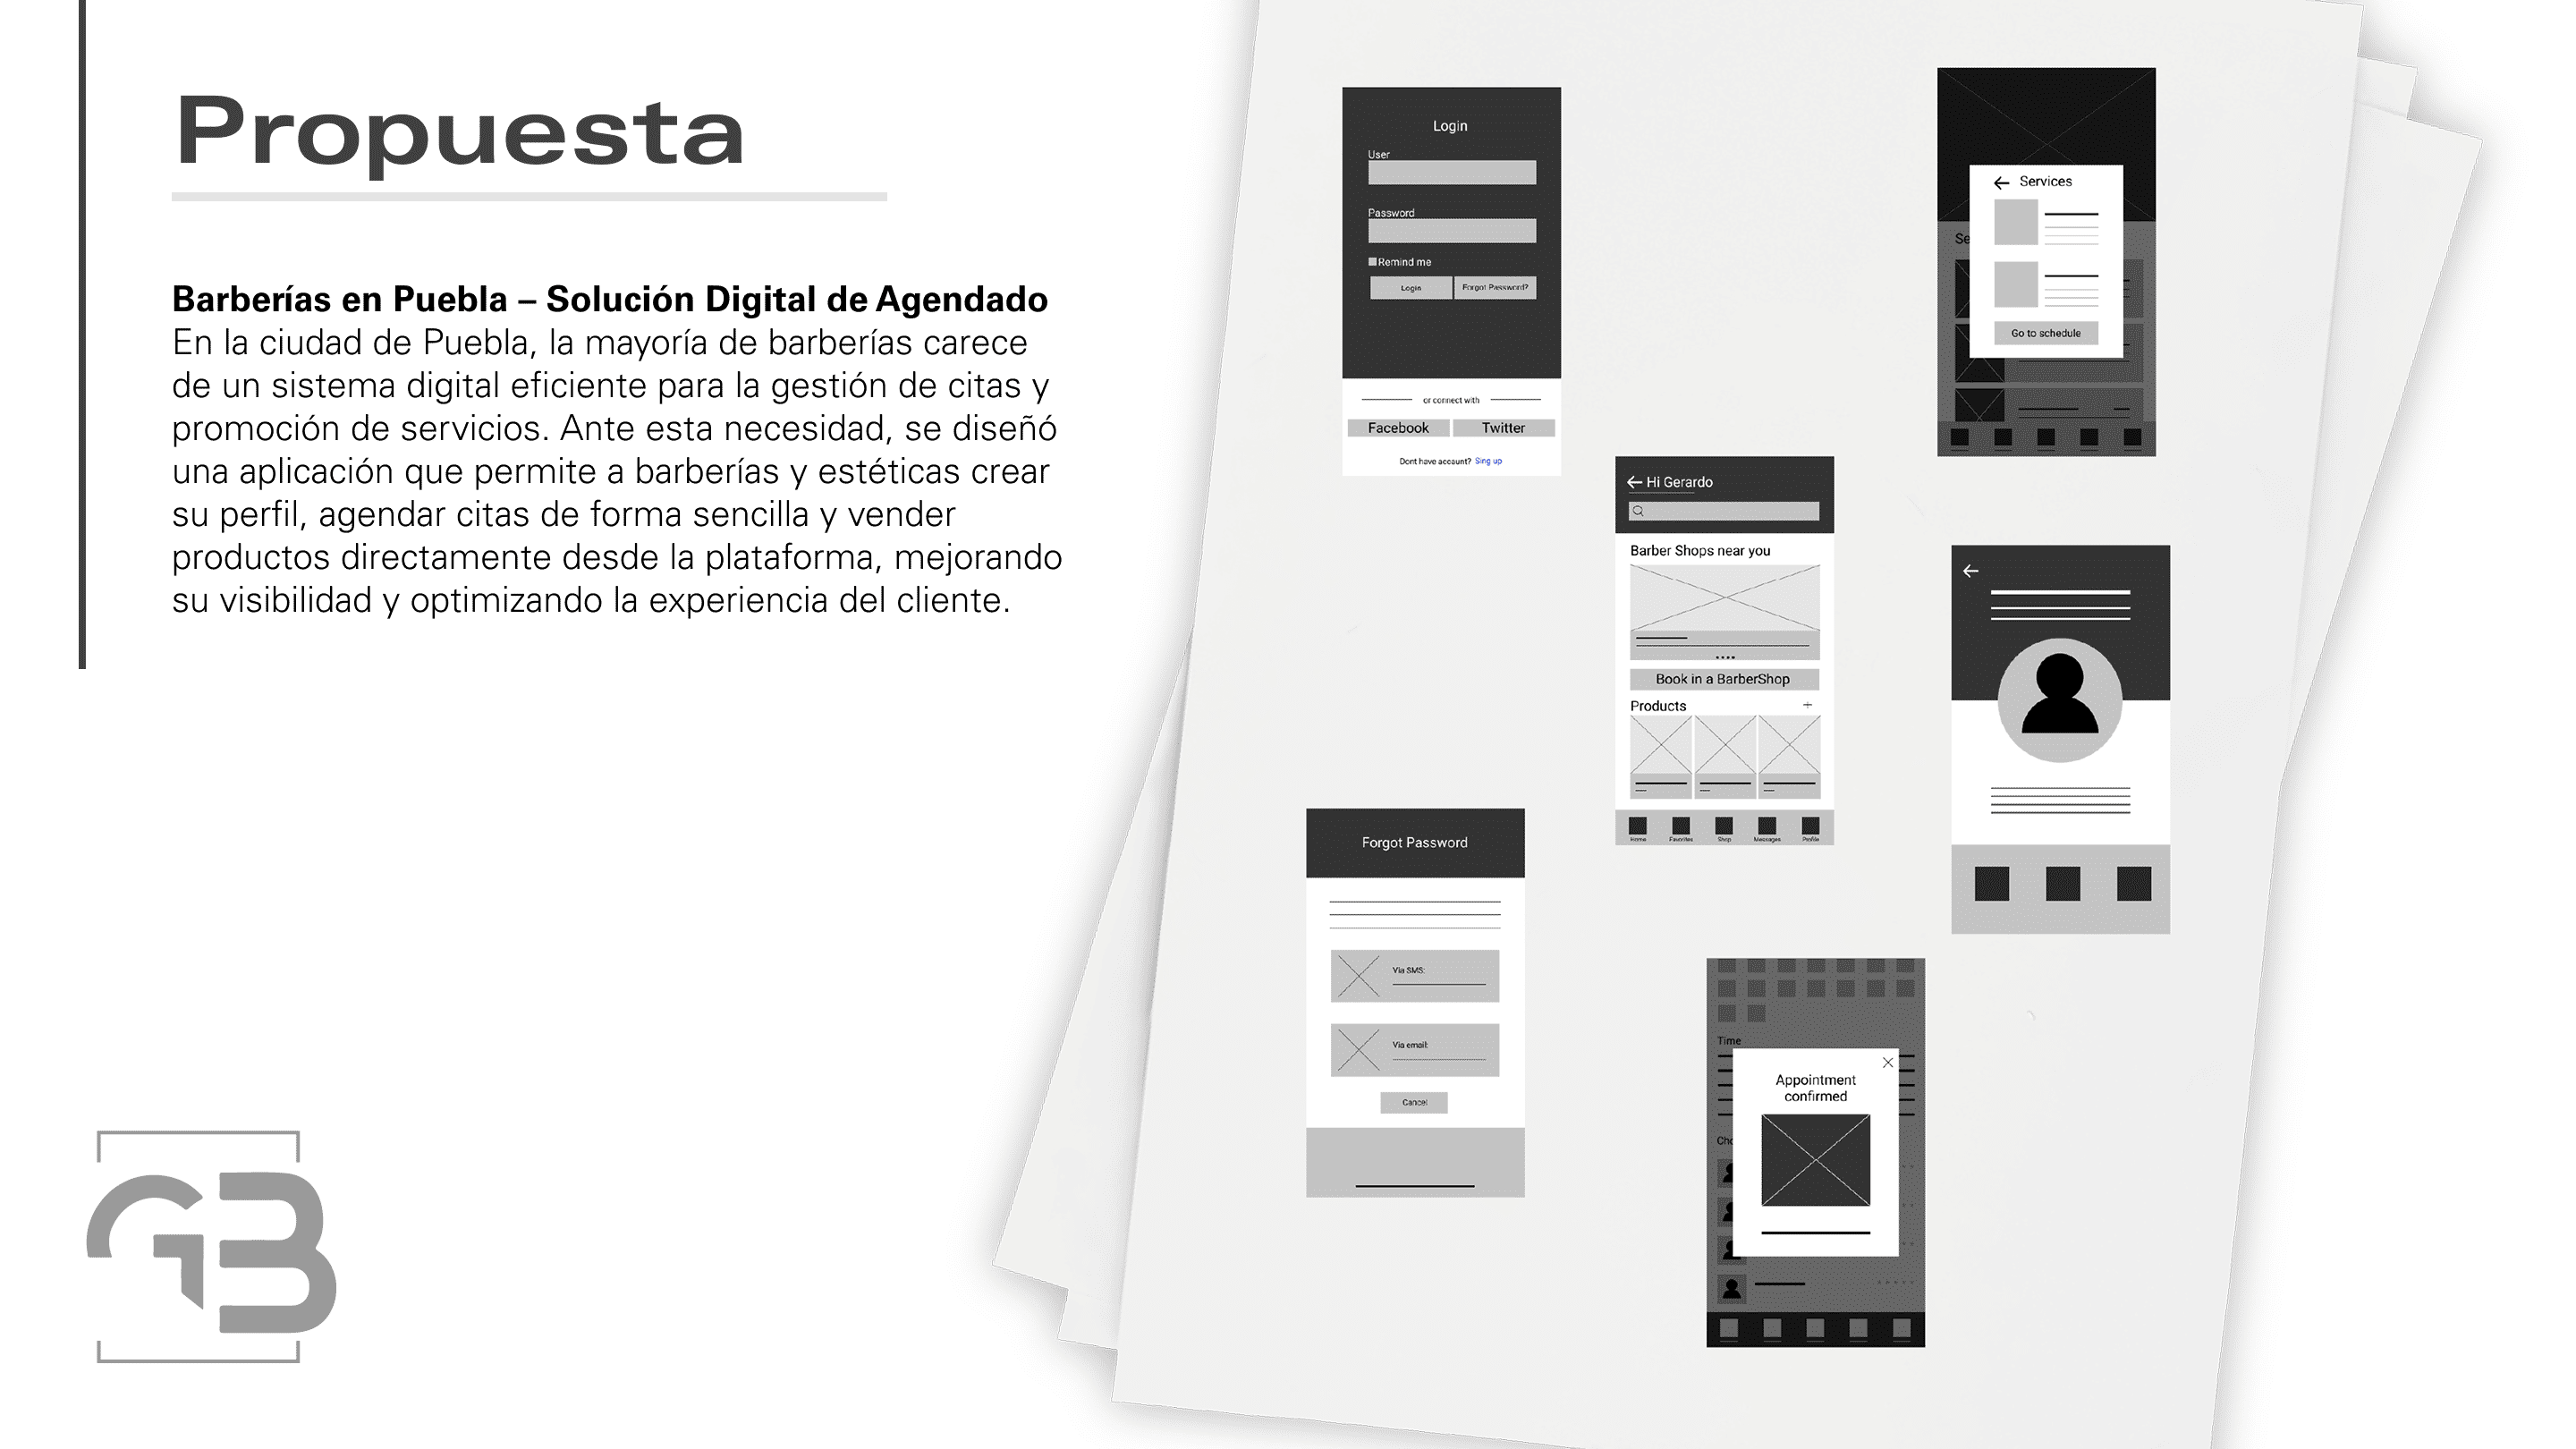 Propuesta
Barberías en Puebla – Solución Digital de Agendado
En la ciudad de Puebla, la mayoría de barberías carece
de un sistema digital eficiente para la gestión de citas y
promoción de servicios. Ante esta necesidad, se diseñó
una aplicación que permite a barberías y estéticas crear
su perfil, agendar citas de forma sencilla y vender
productos directamente desde la plataforma, mejorando
su visibilidad y optimizando la experiencia del cliente.
GB
Login
User
Password
Remind me
Login Forgot Password?
or connect with
Facebook Twitter
Dont have account? Sing up
Services
Se
Go to schedule
Hi Gerardo
Barber Shops near you
Book in a BarberShop
Products +
Home Favorites Shop Messages Profile
Forgot Password
Via SMS:
Via email:
Cancel
Time
Appointment
confirmed
Cho